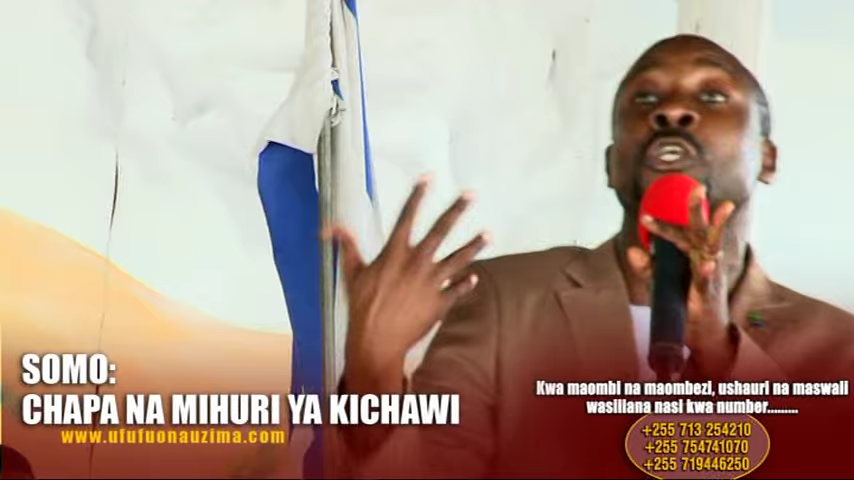 SOMO:
CHAPA NA MIHURI YA KICHAWI
www.ufufuonauzima.com
Kwa maombi na maombezi, ushauri na maswali
wasiliana nasi kwa number.........
+255 713 254210
+255 754741070
+255 719446250